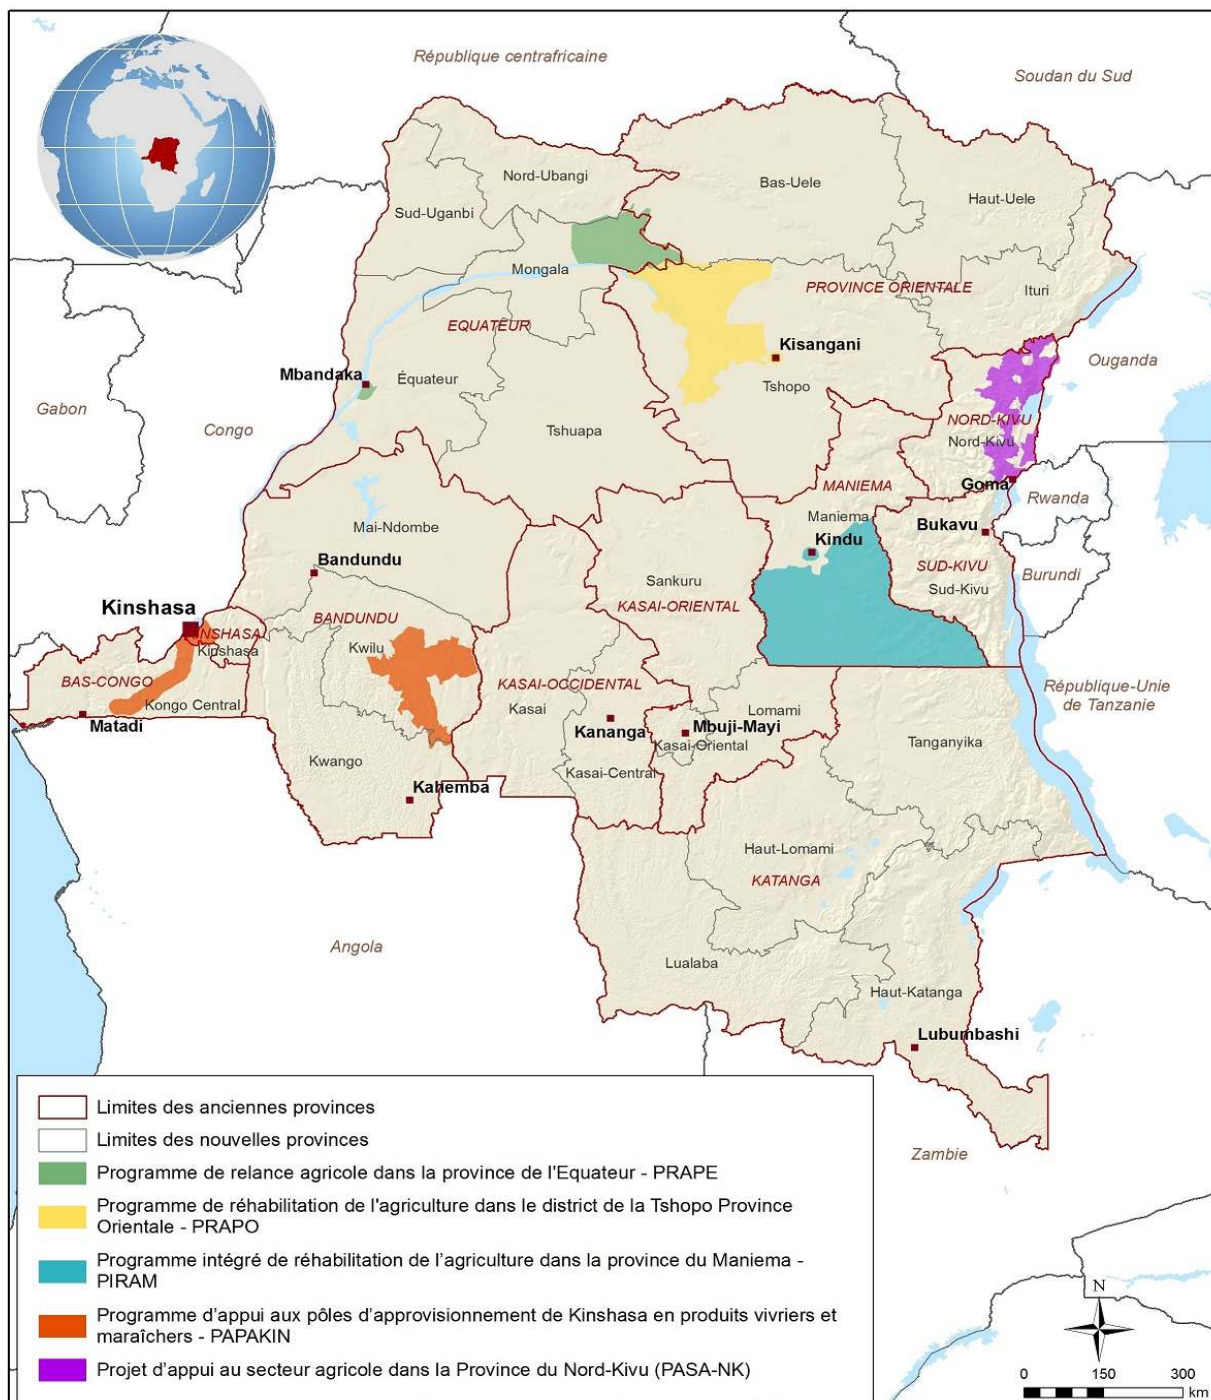 République centrafricaine
Soudan du Sud
Nord-Ubangi
Bas-Uele
Haut-Uele
Sud-Uganbi
Mongala
PROVINCE ORIENTALE
Ituri
EQUATEUR
Kisangani
Ouganda
Mbandaka
Équateur
Tshopo
Gabon
Congo
Tshuapa
NORD-KIVU
Nord-Kivu
Goma
MANIEMA
Rwanda
Maniema
Mai-Ndombe
Bukavu
Kindu
Bandundu
Sankuru
SUD-KIVU
Burundi
Sud-Kivu
Kinshasa
KASAI-ORIENTAL
BANDUNDU
INSHASA
Kinshasa
Kwilu
BAS-CONGO
KASAI-OCCIDENTAL
République-Unie
de Tanzanie
Kongo Central
Kasai
Lomami
Matadi
Kananga
Mbuji-Mayi
Kasai-Oriental
Tanganyika
Kwango
Kasai-Central
Kahemba
Haut-Lomami
KATANGA
Angola
Lualaba
Haut-Katanga
Lubumbashi
Zambie
Limites des anciennes provinces
Limites des nouvelles provinces
Programme de relance agricole dans la province de l'Equateur - PRAPE
Programme de réhabilitation de l'agriculture dans le district de la Tshopo Province
Orientale - PRAPO
Programme intégré de réhabilitation de l'agriculture dans la province du Maniema -
PIRAM
Programme d'appui aux pôles d'approvisionnement de Kinshasa en produits vivriers et
maraîchers - PAPAKIN
Projet d'appui au secteur agricole dans la Province du Nord-Kivu (PASA-NK)
N
0 150 300
km